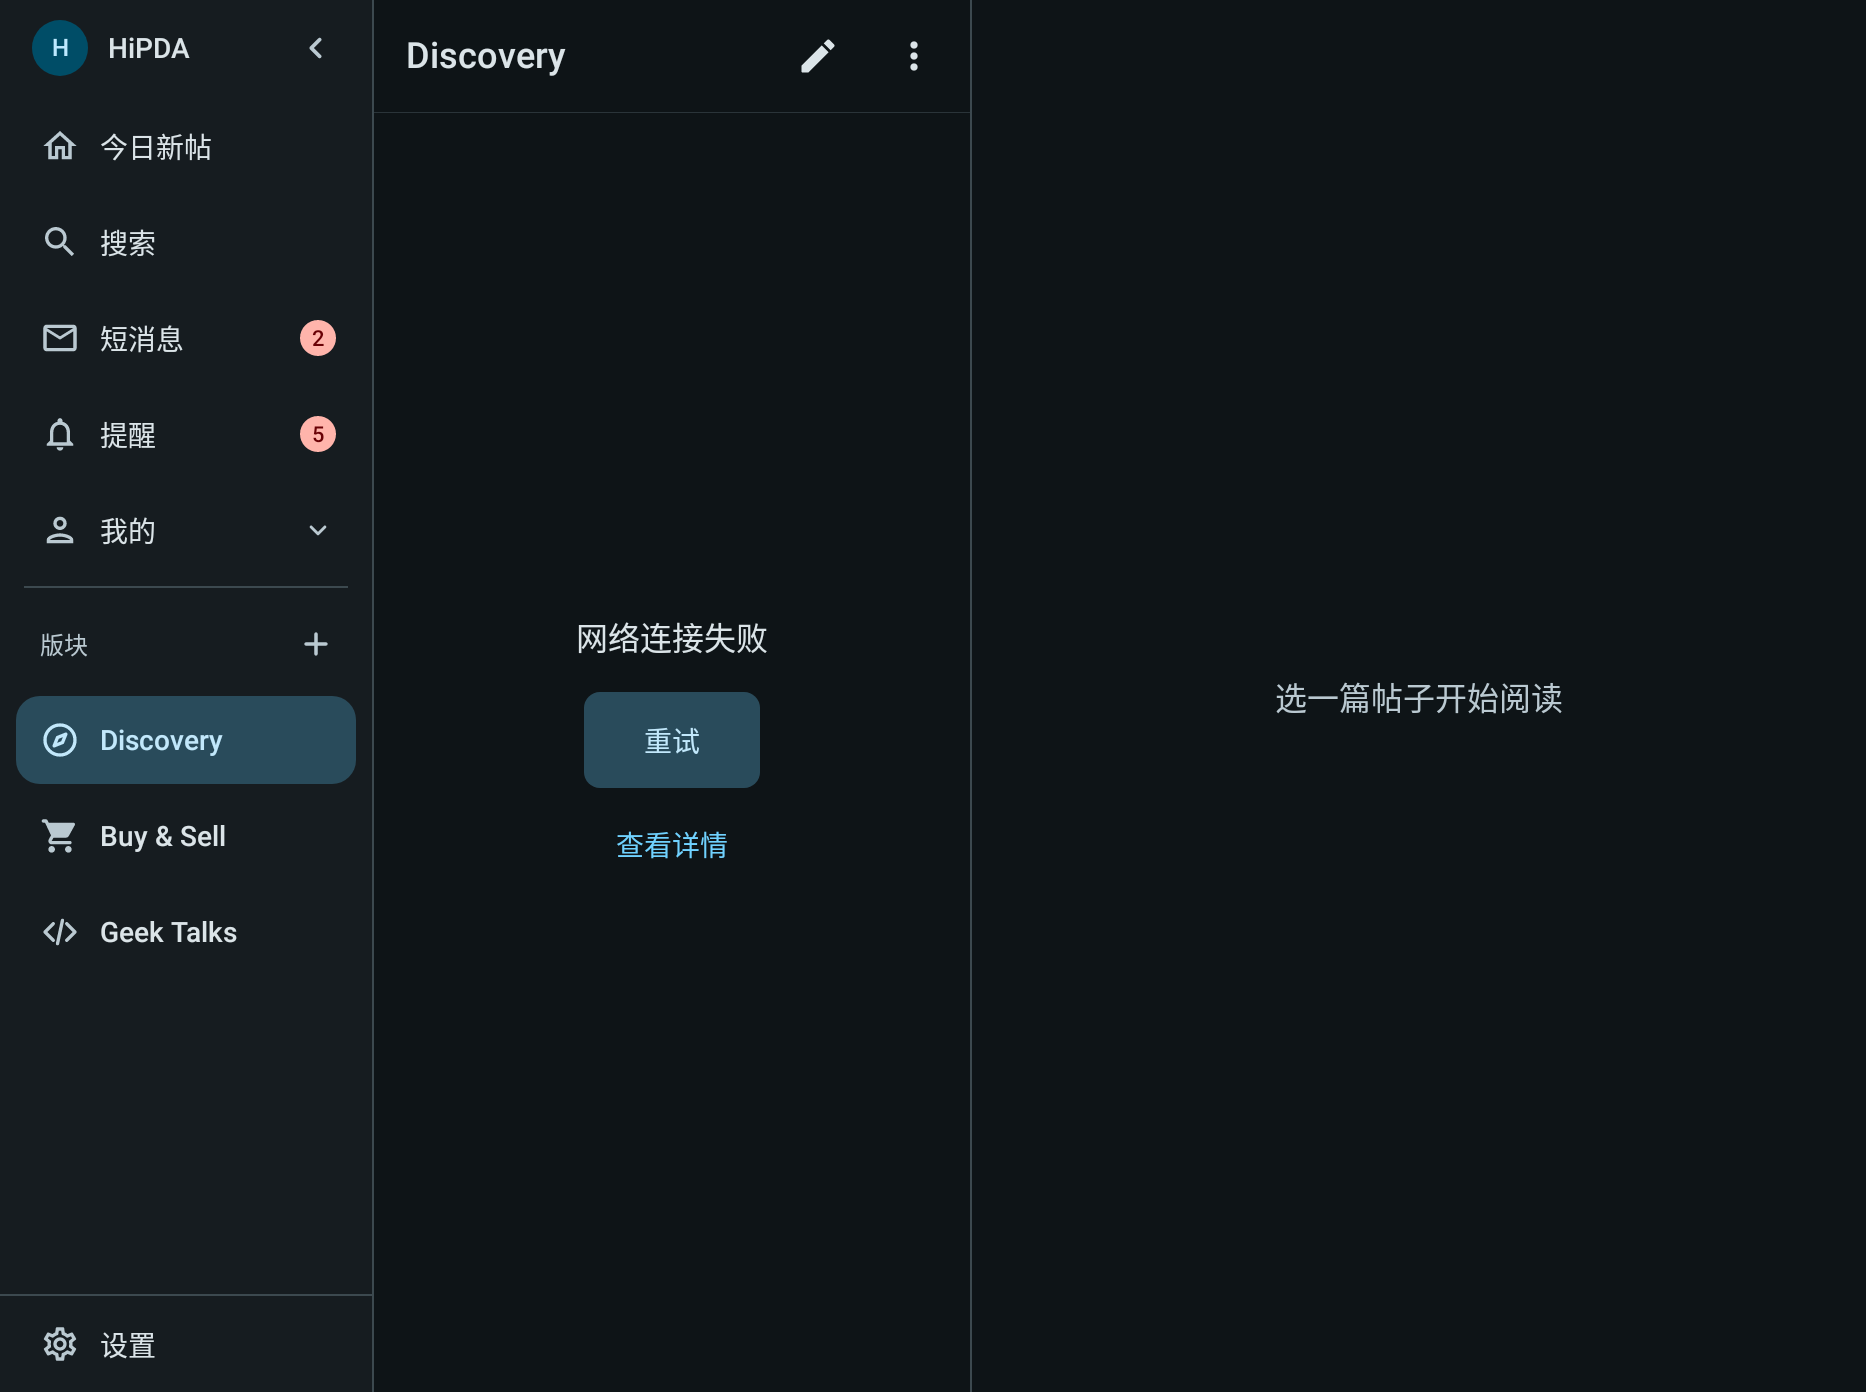 H
HiPDA
今日新帖
搜索
短消息
2
提醒
5
我的
版块
Discovery
Buy & Sell
Geek Talks
设置
Discovery
网络连接失败
重试
查看详情
选一篇帖子开始阅读